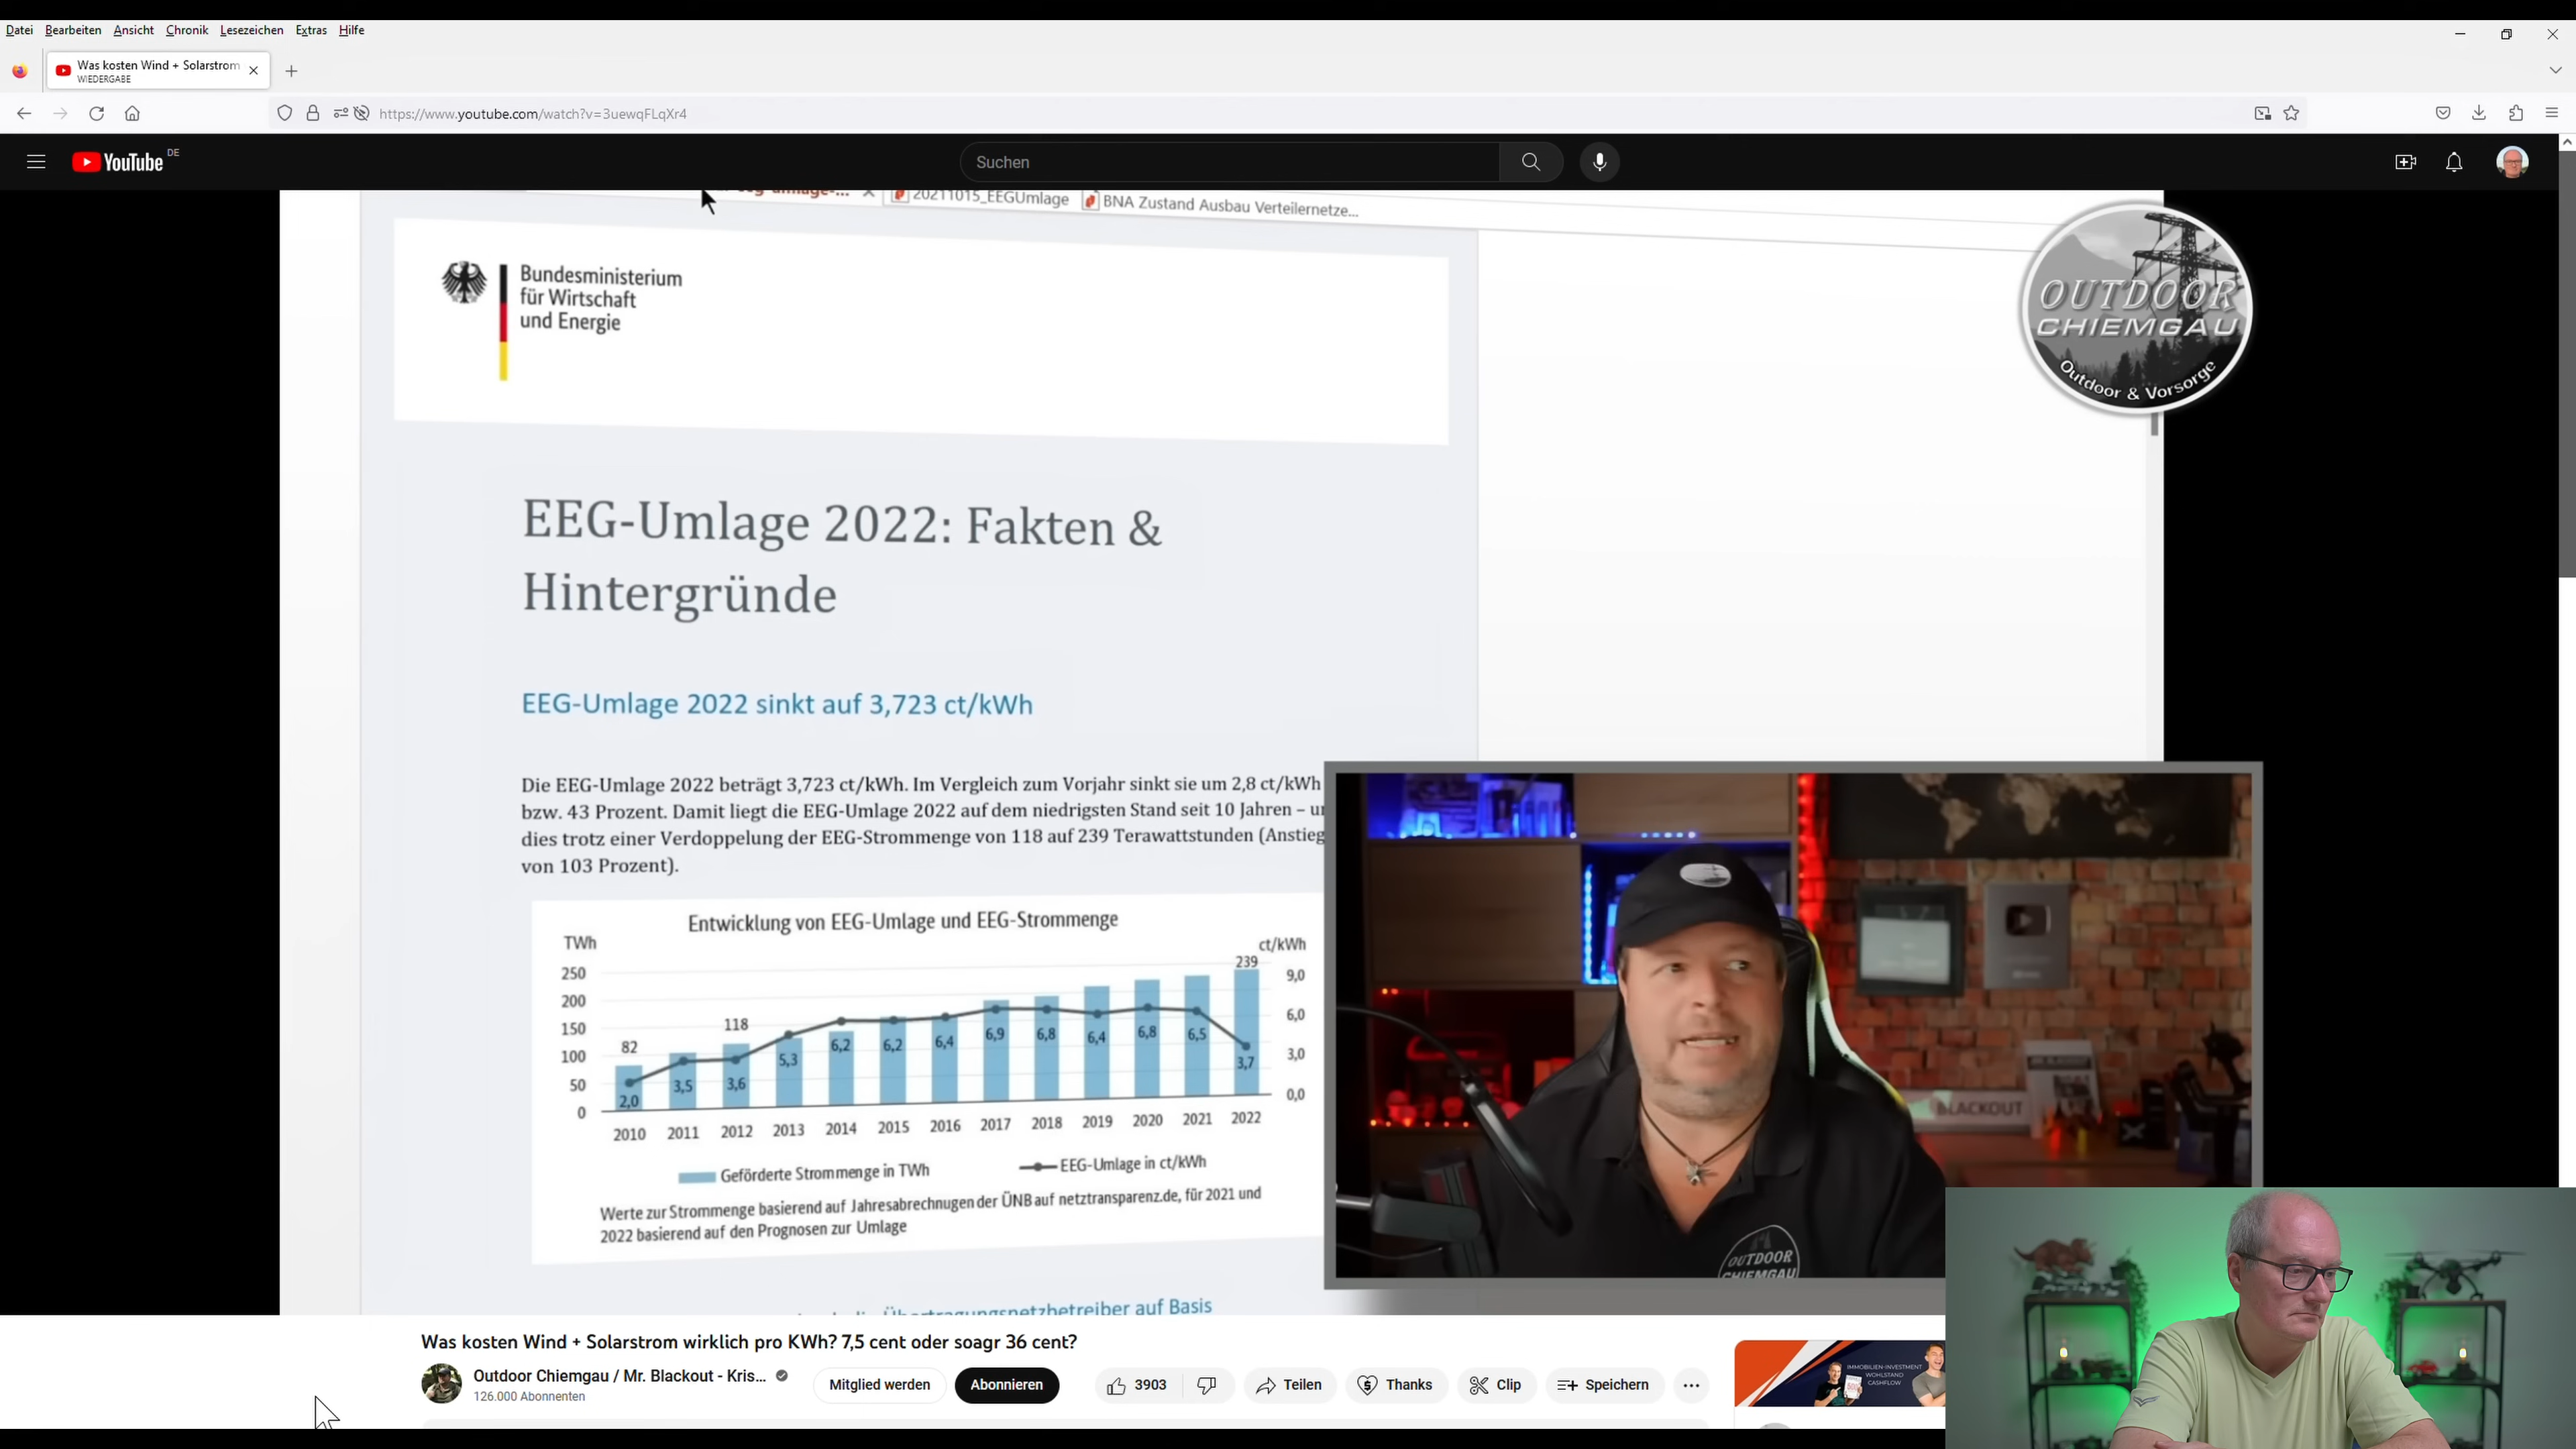 Datei Bearbeiten Ansicht Chronik Lesezeichen Extras Hilfe
Was kosten Wind + Solarstrom
WIEDERGABE
https://www.youtube.com/watch?v=3uewqFLqXr4
YouTube DE
Suchen
20211015_EEGUmlage
BNA Zustand Ausbau Verteilernetze...
OUTDOOR
CHIEMGAU
Outdoor & Vorsorge
Bundesministerium
für Wirtschaft
und Energie
EEG-Umlage 2022: Fakten &
Hintergründe
EEG-Umlage 2022 sinkt auf 3,723 ct/kWh
Die EEG-Umlage 2022 beträgt 3,723 ct/kWh. Im Vergleich zum Vorjahr sinkt sie um 2,8 ct/kWh
bzw. 43 Prozent. Damit liegt die EEG-Umlage 2022 auf dem niedrigsten Stand seit 10 Jahren –
dies trotz einer Verdoppelung der EEG-Strommenge von 118 auf 239 Terawattstunden (Anstieg
von 103 Prozent).
Entwicklung von EEG-Umlage und EEG-Strommenge
TWh
ct/kWh
250
200
150
100
50
0
9,0
6,0
3,0
0,0
82
118
239
2,0 3,5 3,6 5,3 6,2 6,2 6,4 6,9 6,8 6,4 6,8 6,5 3,7
2010 2011 2012 2013 2014 2015 2016 2017 2018 2019 2020 2021 2022
Geförderte Strommenge in TWh
EEG-Umlage in ct/kWh
Werte zur Strommenge basierend auf Jahresabrechnugen der ÜNB auf netztransparenz.de, für 2021 und
2022 basierend auf den Prognosen zur Umlage
Übertragungsnetzbetreiber auf Basis
BLACKOUT
OUTDOOR
CHIEMGAU
Was kosten Wind + Solarstrom wirklich pro KWh? 7,5 cent oder soagr 36 cent?
Outdoor Chiemgau / Mr. Blackout - Kris...
126.000 Abonnenten
Mitglied werden
Abonnieren
3903
Teilen
Thanks
Clip
Speichern
IMMOBILIEN-INVESTMENT
WOHLSTAND
CASHFLOW